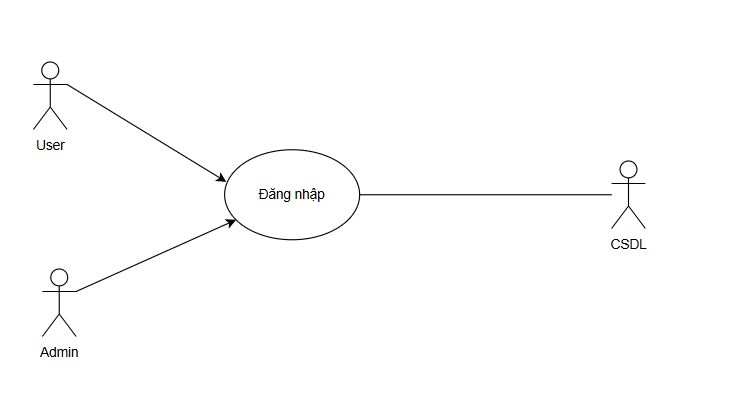 User
Đăng nhập
CSDL
Admin